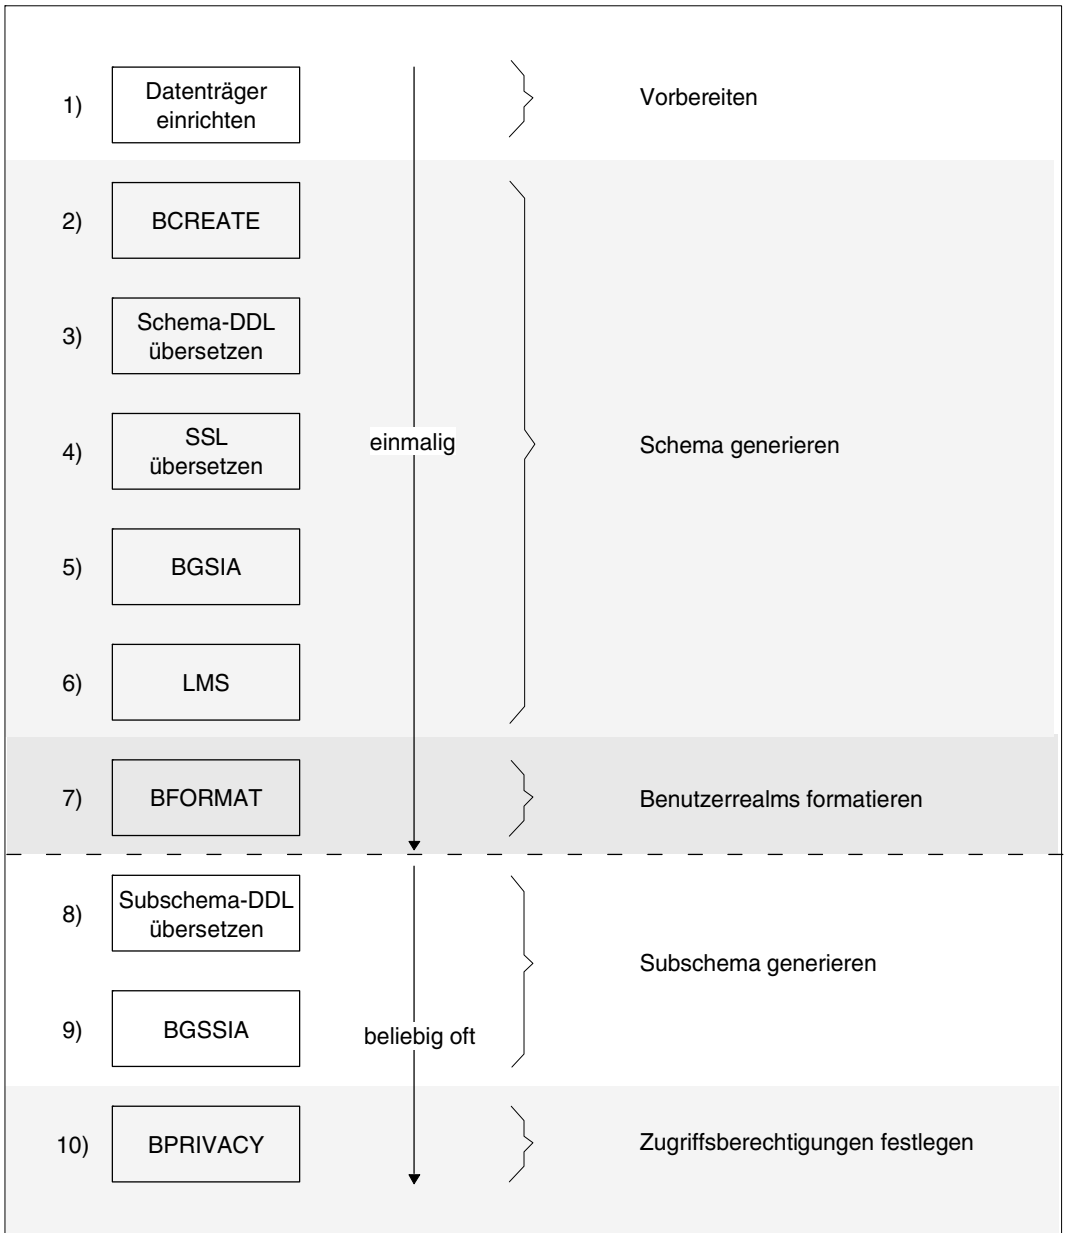 1)
Datenträger
einrichten
Vorbereiten
2)
BCREATE
3)
Schema-DDL
übersetzen
4)
SSL
übersetzen
einmalig
Schema generieren
5)
BGSIA
6)
LMS
7)
BFORMAT
Benutzerrealms formatieren
8)
Subschema-DDL
übersetzen
Subschema generieren
9)
BGSSIA
beliebig oft
10)
BPRIVACY
Zugriffsberechtigungen festlegen